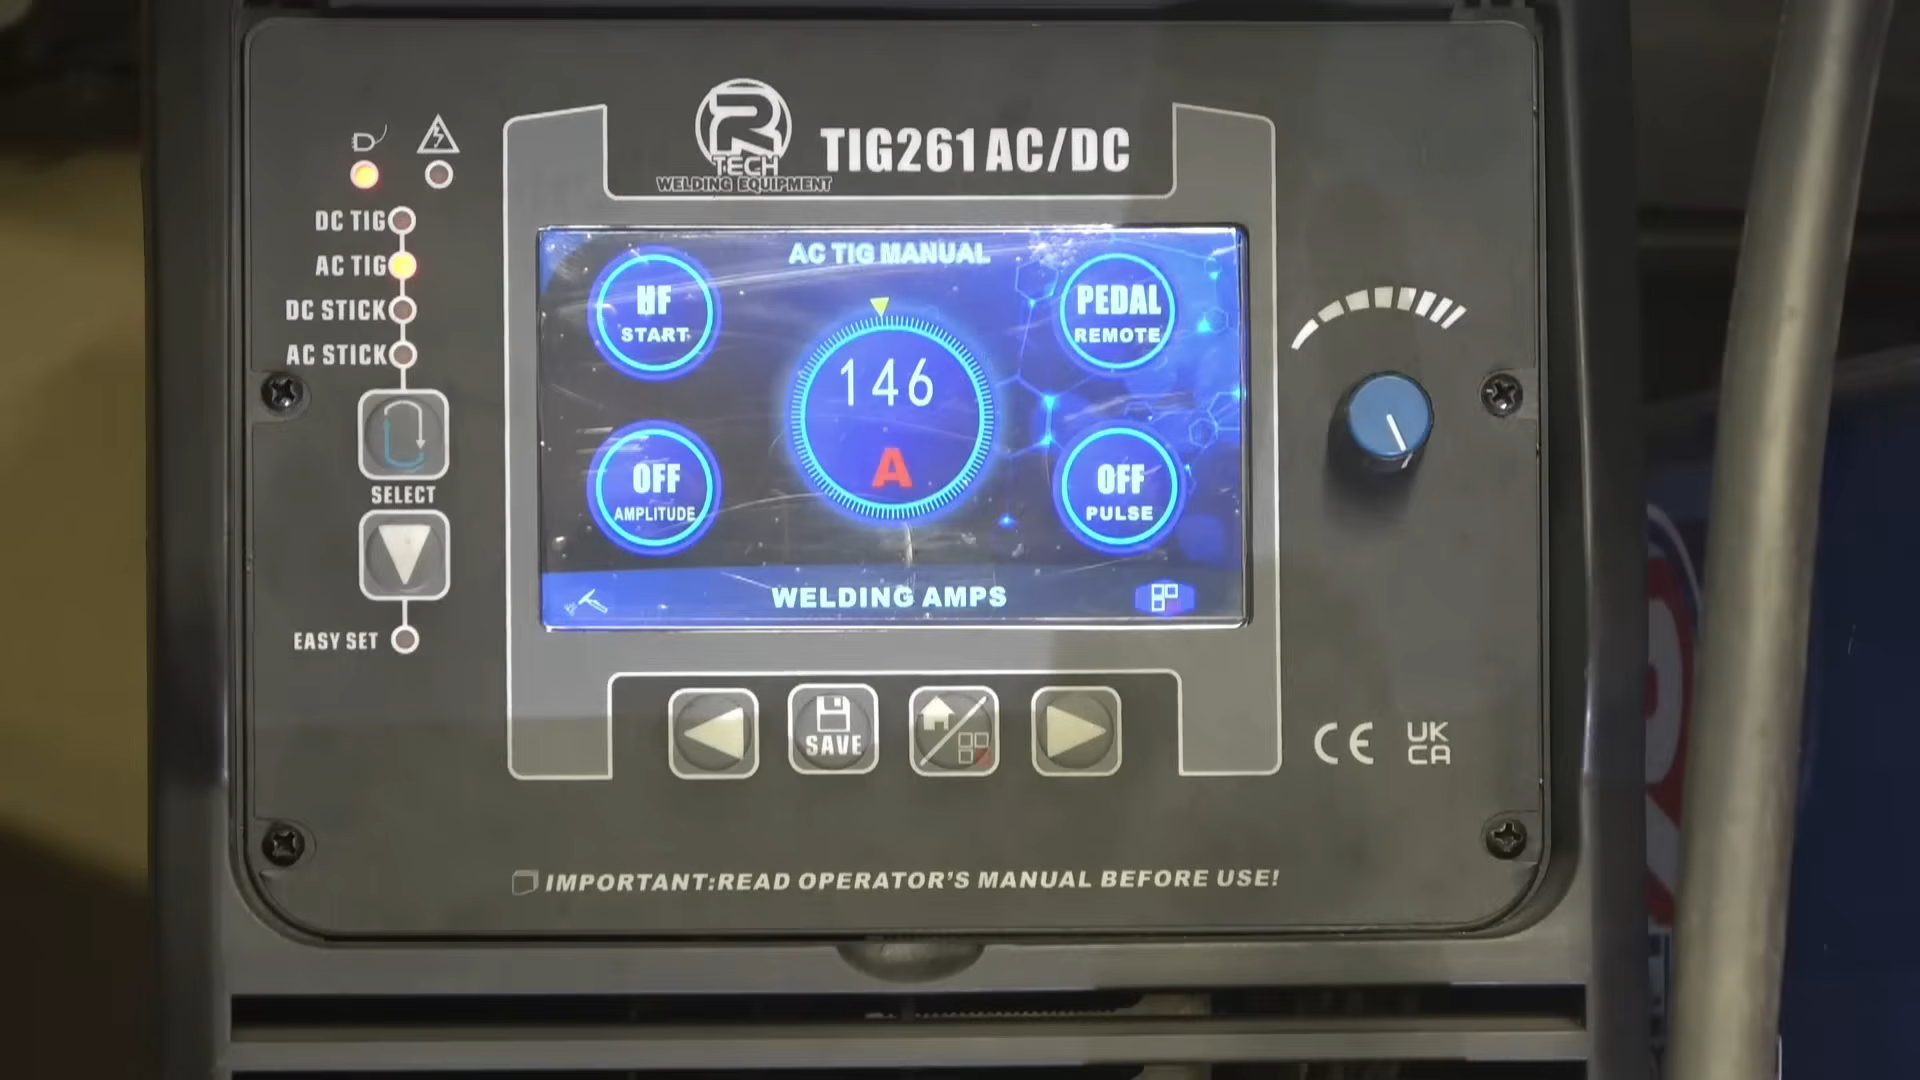 R
TECH
WELDING EQUIPMENT
TIG261 AC/DC
DC TIG
AC TIG
DC STICK
AC STICK
SELECT
EASY SET
AC TIG MANUAL
HF
START
PEDAL
REMOTE
146
A
OFF
AMPLITUDE
OFF
PULSE
WELDING AMPS
SAVE
CE
UK
CA
IMPORTANT:READ OPERATOR'S MANUAL BEFORE USE!